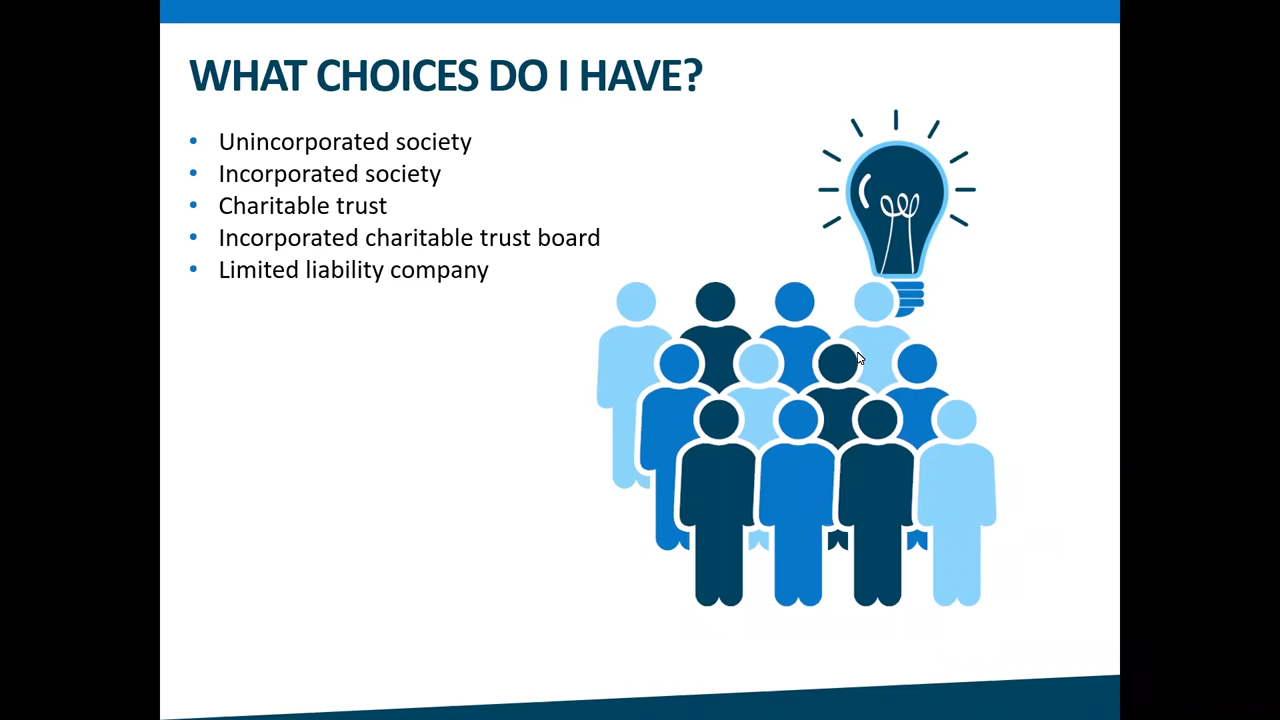 WHAT CHOICES DO I HAVE?
• Unincorporated society
• Incorporated society
• Charitable trust
• Incorporated charitable trust board
• Limited liability company